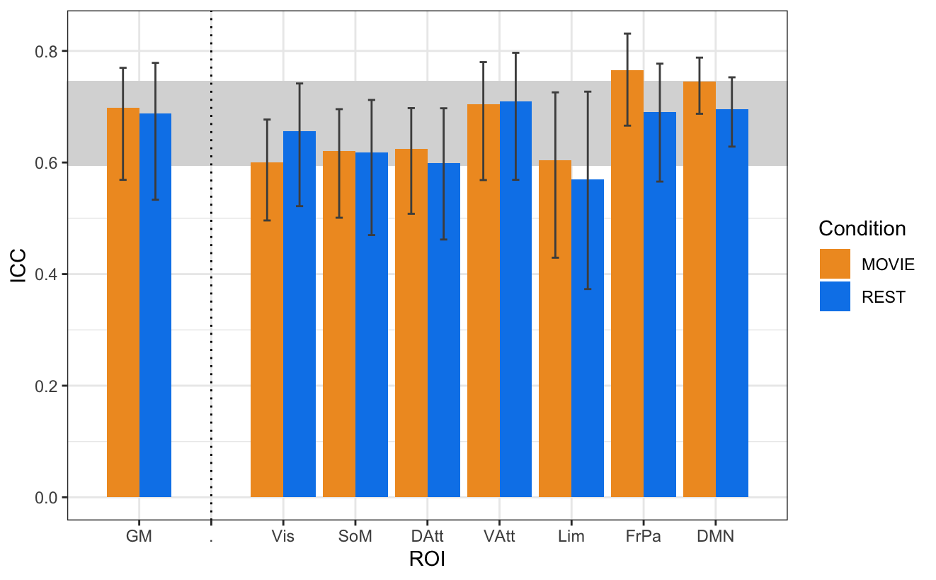 0.8
0.6
0.4
0.2
0.0
ICC
GM . Vis SoM DAtt VAtt Lim FrPa DMN
ROI
Condition
MOVIE
REST